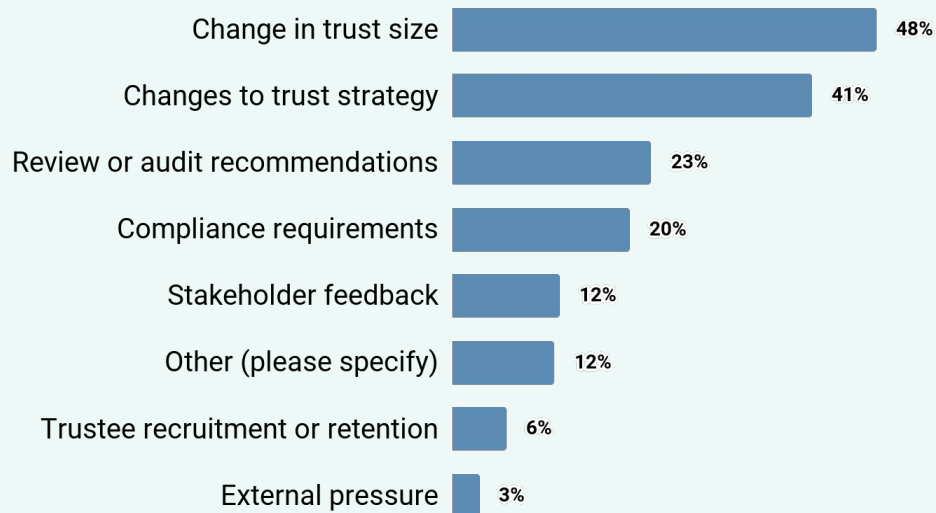 Change in trust size 48%
Changes to trust strategy 41%
Review or audit recommendations 23%
Compliance requirements 20%
Stakeholder feedback 12%
Other (please specify) 12%
Trustee recruitment or retention 6%
External pressure 3%